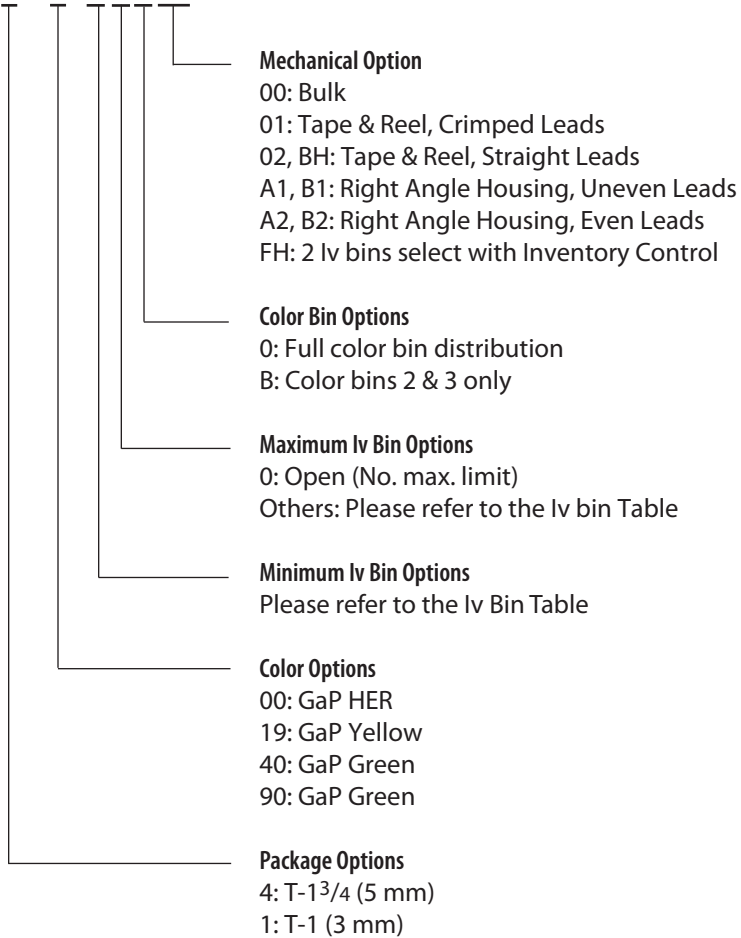 Mechanical Option
00: Bulk
01: Tape & Reel, Crimped Leads
02, BH: Tape & Reel, Straight Leads
A1, B1: Right Angle Housing, Uneven Leads
A2, B2: Right Angle Housing, Even Leads
FH: 2 Iv bins select with Inventory Control
Color Bin Options
0: Full color bin distribution
B: Color bins 2 & 3 only
Maximum Iv Bin Options
0: Open (No. max. limit)
Others: Please refer to the Iv bin Table
Minimum Iv Bin Options
Please refer to the Iv Bin Table
Color Options
00: GaP HER
19: GaP Yellow
40: GaP Green
90: GaP Green
Package Options
4: T-13/4 (5 mm)
1: T-1 (3 mm)